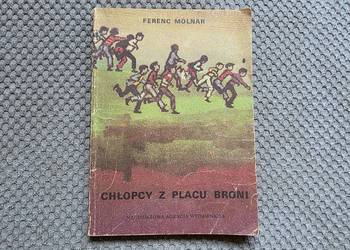 FERENC MOLNAR
CHŁOPCY Z PLACU BRONI
MŁODZIEŻOWA AGENCJA WYDAWNICZA